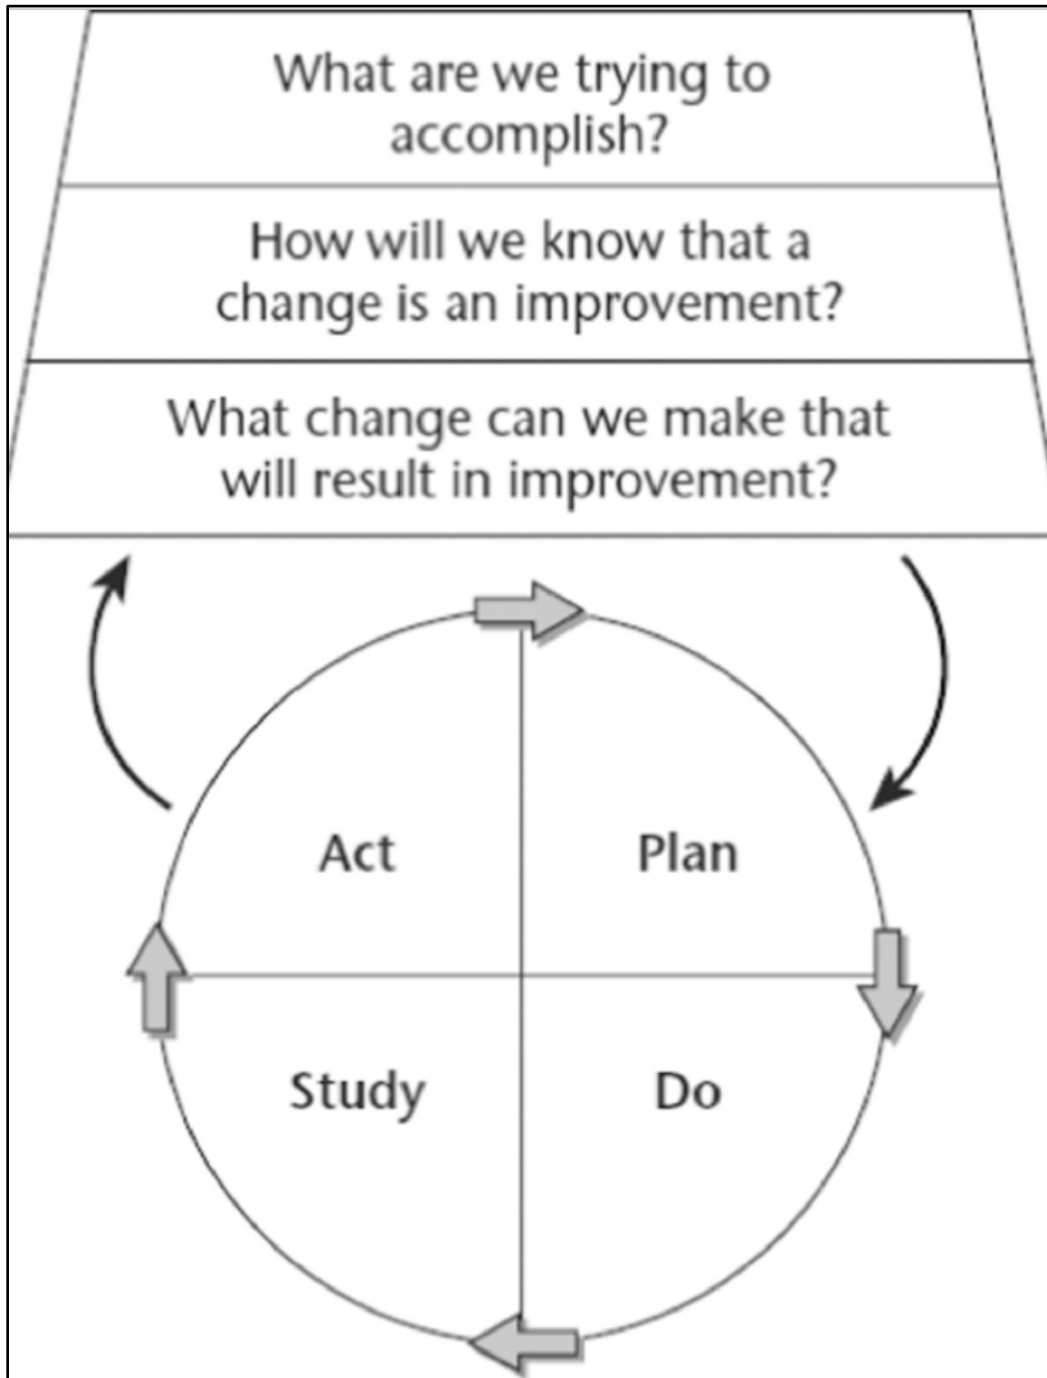 What are we trying to
accomplish?
How will we know that a
change is an improvement?
What change can we make that
will result in improvement?
Act
Plan
Study
Do